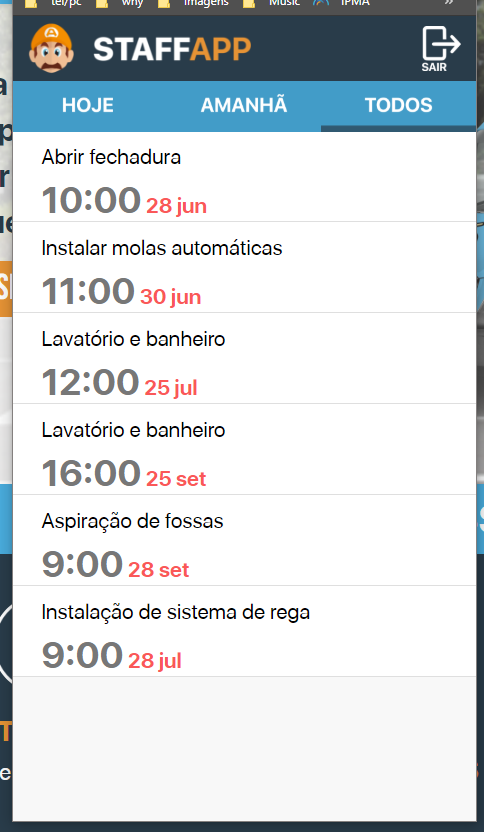 tel/pc why Imagens Music IPMA »
STAFFAPP
SAIR
HOJE AMANHÃ TODOS
Abrir fechadura
10:00 28 jun
Instalar molas automáticas
11:00 30 jun
Lavatório e banheiro
12:00 25 jul
Lavatório e banheiro
16:00 25 set
Aspiração de fossas
9:00 28 set
Instalação de sistema de rega
9:00 28 jul